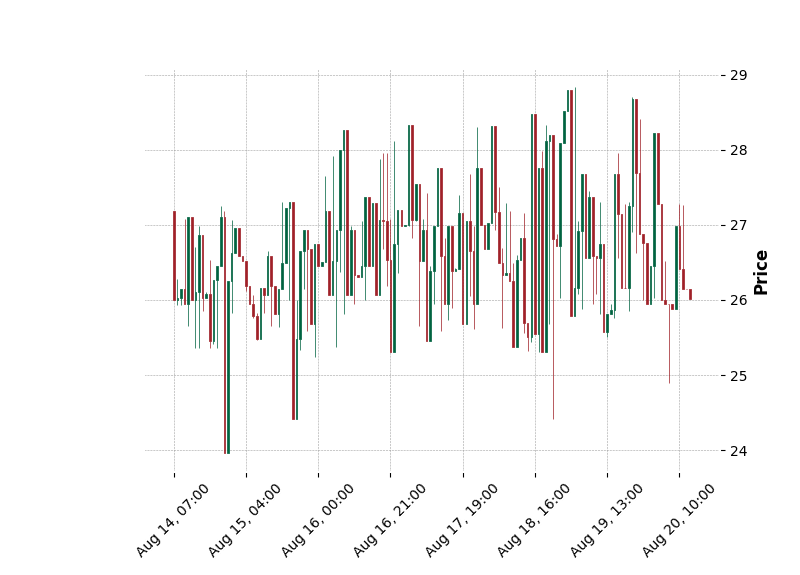 29
28
27
26
25
24
Price
Aug 14, 07:00
Aug 15, 04:00
Aug 16, 00:00
Aug 16, 21:00
Aug 17, 19:00
Aug 18, 16:00
Aug 19, 13:00
Aug 20, 10:00